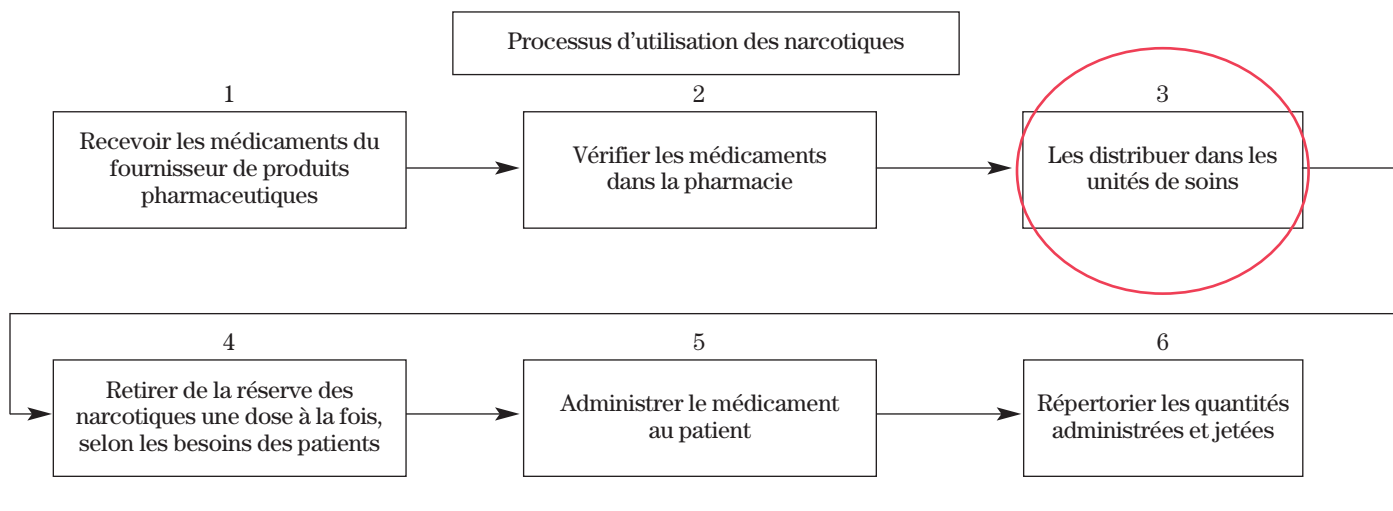 Processus d’utilisation des narcotiques
1
Recevoir les médicaments du
fournisseur de produits
pharmaceutiques
2
Vérifier les médicaments
dans la pharmacie
3
Les distribuer dans les
unités de soins
4
Retirer de la réserve des
narcotiques une dose à la fois,
selon les besoins des patients
5
Administrer le médicament
au patient
6
Répertorier les quantités
administrées et jetées